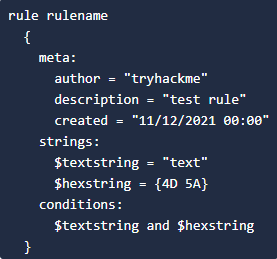 rule rulename
{
meta:
author = "tryhackme"
description = "test rule"
created = "11/12/2021 00:00"
strings:
$textstring = "text"
$hexstring = {4D 5A}
conditions:
$textstring and $hexstring
}